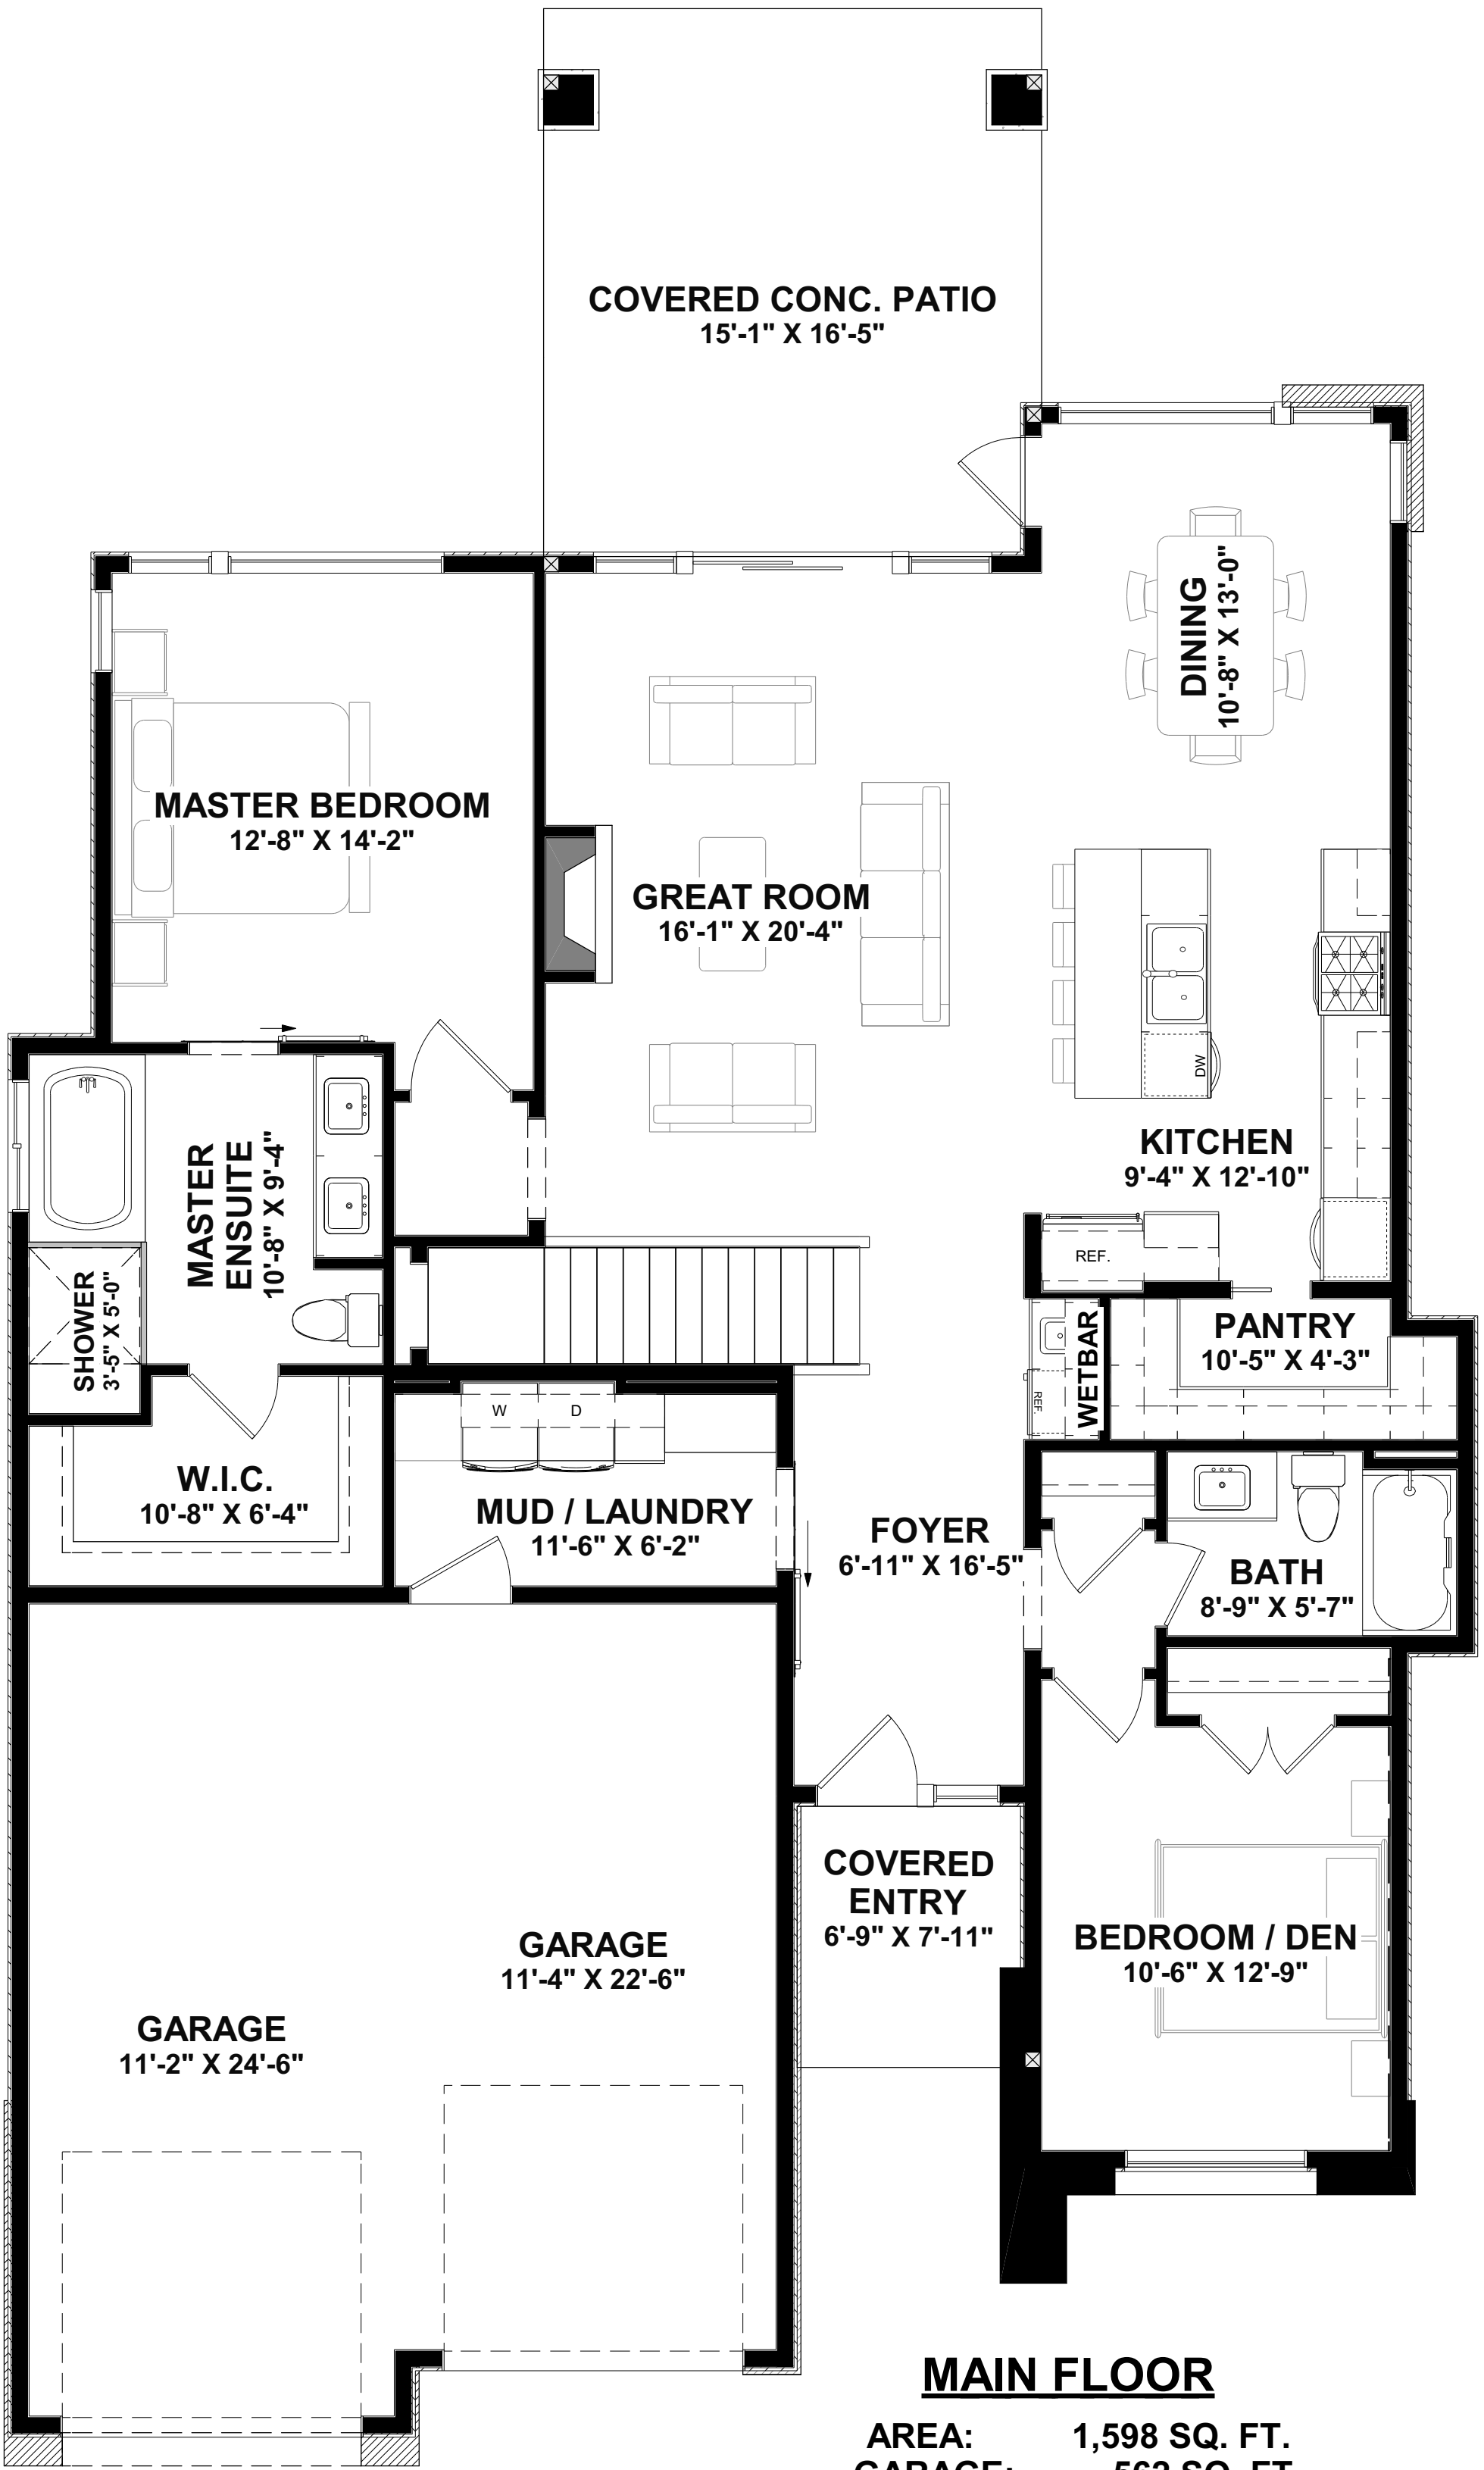 COVERED CONC. PATIO
15'-1" X 16'-5"
DINING
10'-8" X 13'-0"
MASTER BEDROOM
12'-8" X 14'-2"
GREAT ROOM
16'-1" X 20'-4"
DW
KITCHEN
9'-4" X 12'-10"
MASTER
ENSUITE
10'-8" X 9'-4"
REF.
SHOWER
3'-5" X 5'-0"
WETBAR
REF.
PANTRY
10'-5" X 4'-3"
W
D
W.I.C.
10'-8" X 6'-4"
MUD / LAUNDRY
11'-6" X 6'-2"
FOYER
6'-11" X 16'-5"
BATH
8'-9" X 5'-7"
COVERED
ENTRY
6'-9" X 7'-11"
BEDROOM / DEN
10'-6" X 12'-9"
GARAGE
11'-4" X 22'-6"
GARAGE
11'-2" X 24'-6"
MAIN FLOOR
AREA: 1,598 SQ. FT.
GARAGE: 562 SQ. FT.